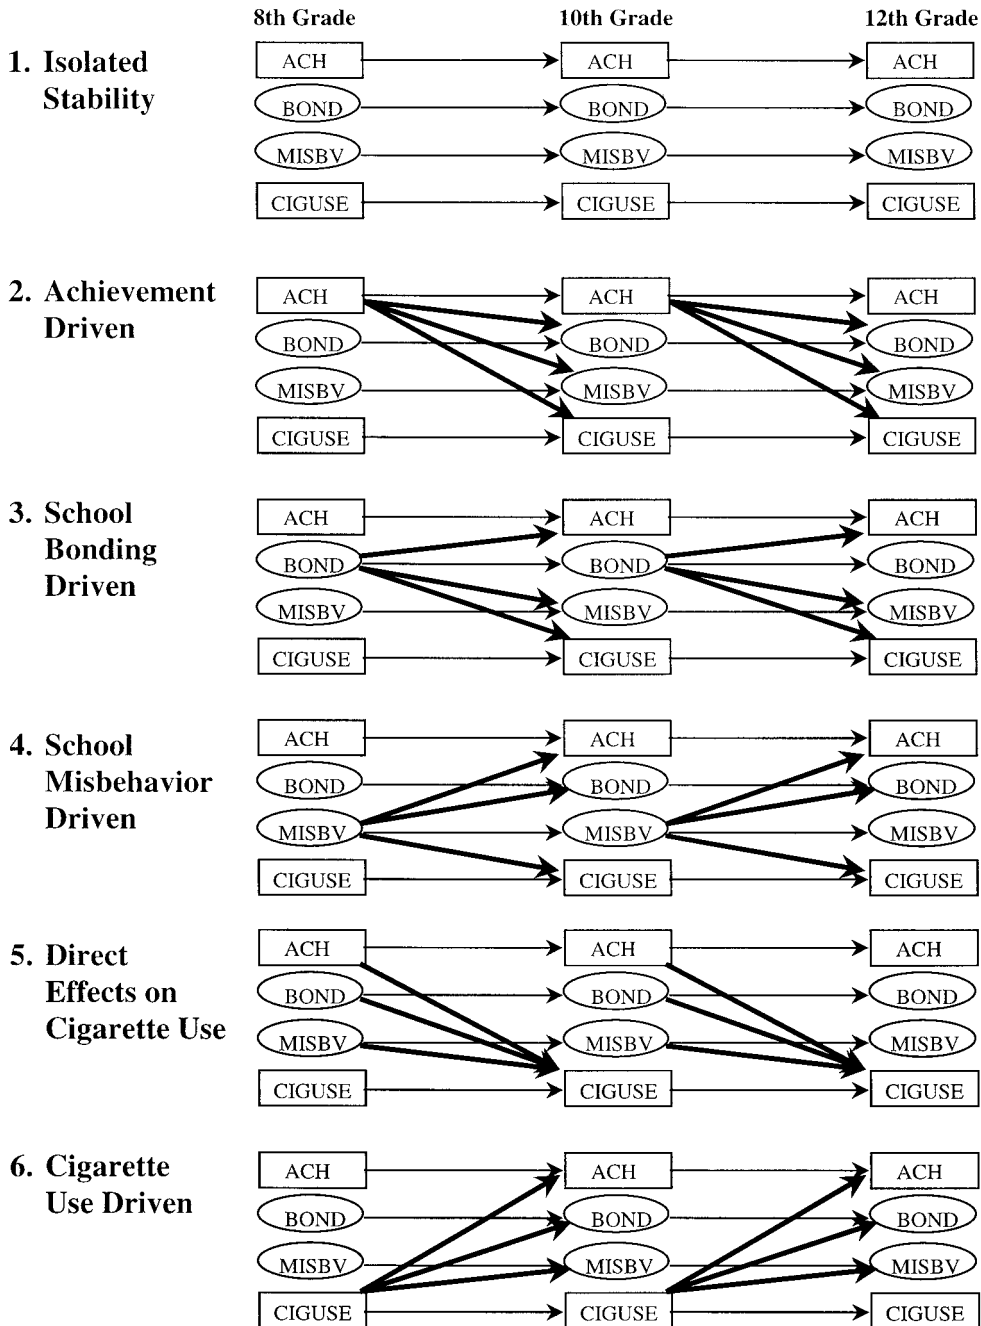 8th Grade 10th Grade 12th Grade
1. Isolated
Stability
ACH ACH ACH
BOND BOND BOND
MISBV MISBV MISBV
CIGUSE CIGUSE CIGUSE
2. Achievement
Driven
ACH ACH ACH
BOND BOND BOND
MISBV MISBV MISBV
CIGUSE CIGUSE CIGUSE
3. School
Bonding
Driven
ACH ACH ACH
BOND BOND BOND
MISBV MISBV MISBV
CIGUSE CIGUSE CIGUSE
4. School
Misbehavior
Driven
ACH ACH ACH
BOND BOND BOND
MISBV MISBV MISBV
CIGUSE CIGUSE CIGUSE
5. Direct
Effects on
Cigarette Use
ACH ACH ACH
BOND BOND BOND
MISBV MISBV MISBV
CIGUSE CIGUSE CIGUSE
6. Cigarette
Use Driven
ACH ACH ACH
BOND BOND BOND
MISBV MISBV MISBV
CIGUSE CIGUSE CIGUSE